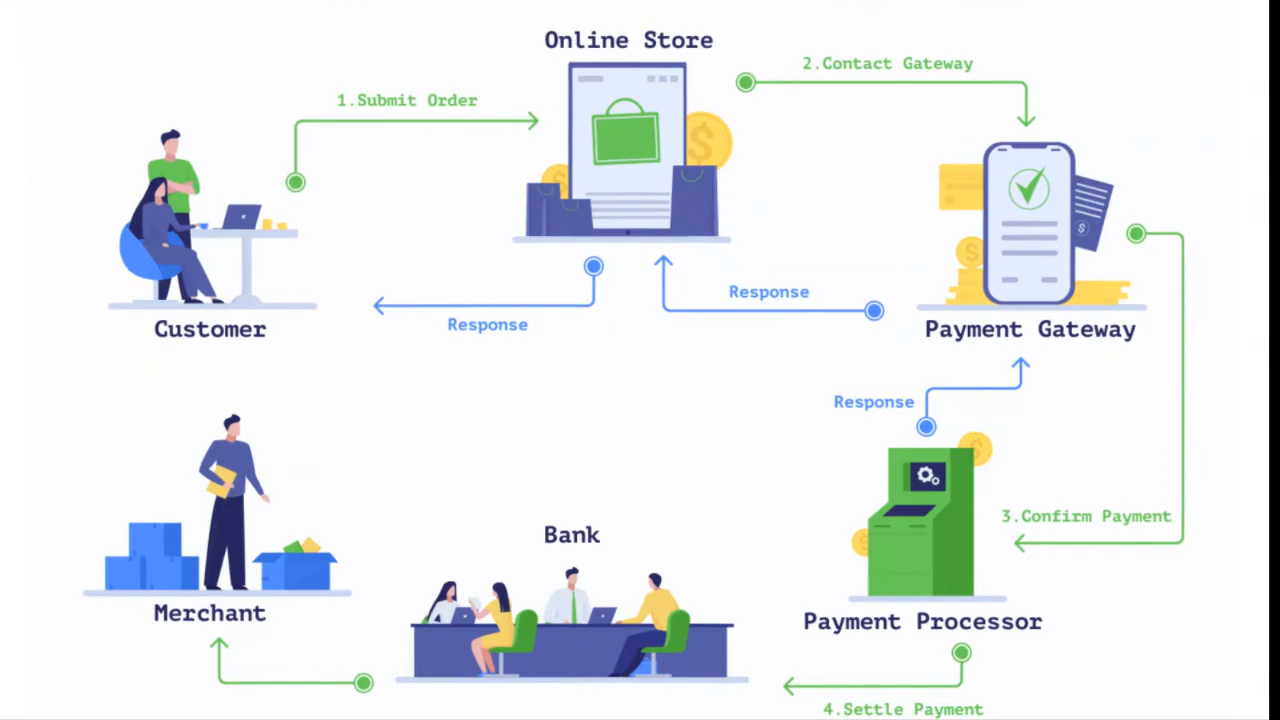 Online Store
2.Contact Gateway
1.Submit Order
$
$
$
$
Response
Response
Customer
Payment Gateway
Response
$
3.Confirm Payment
$
Bank
Merchant
Payment Processor
4.Settle Payment